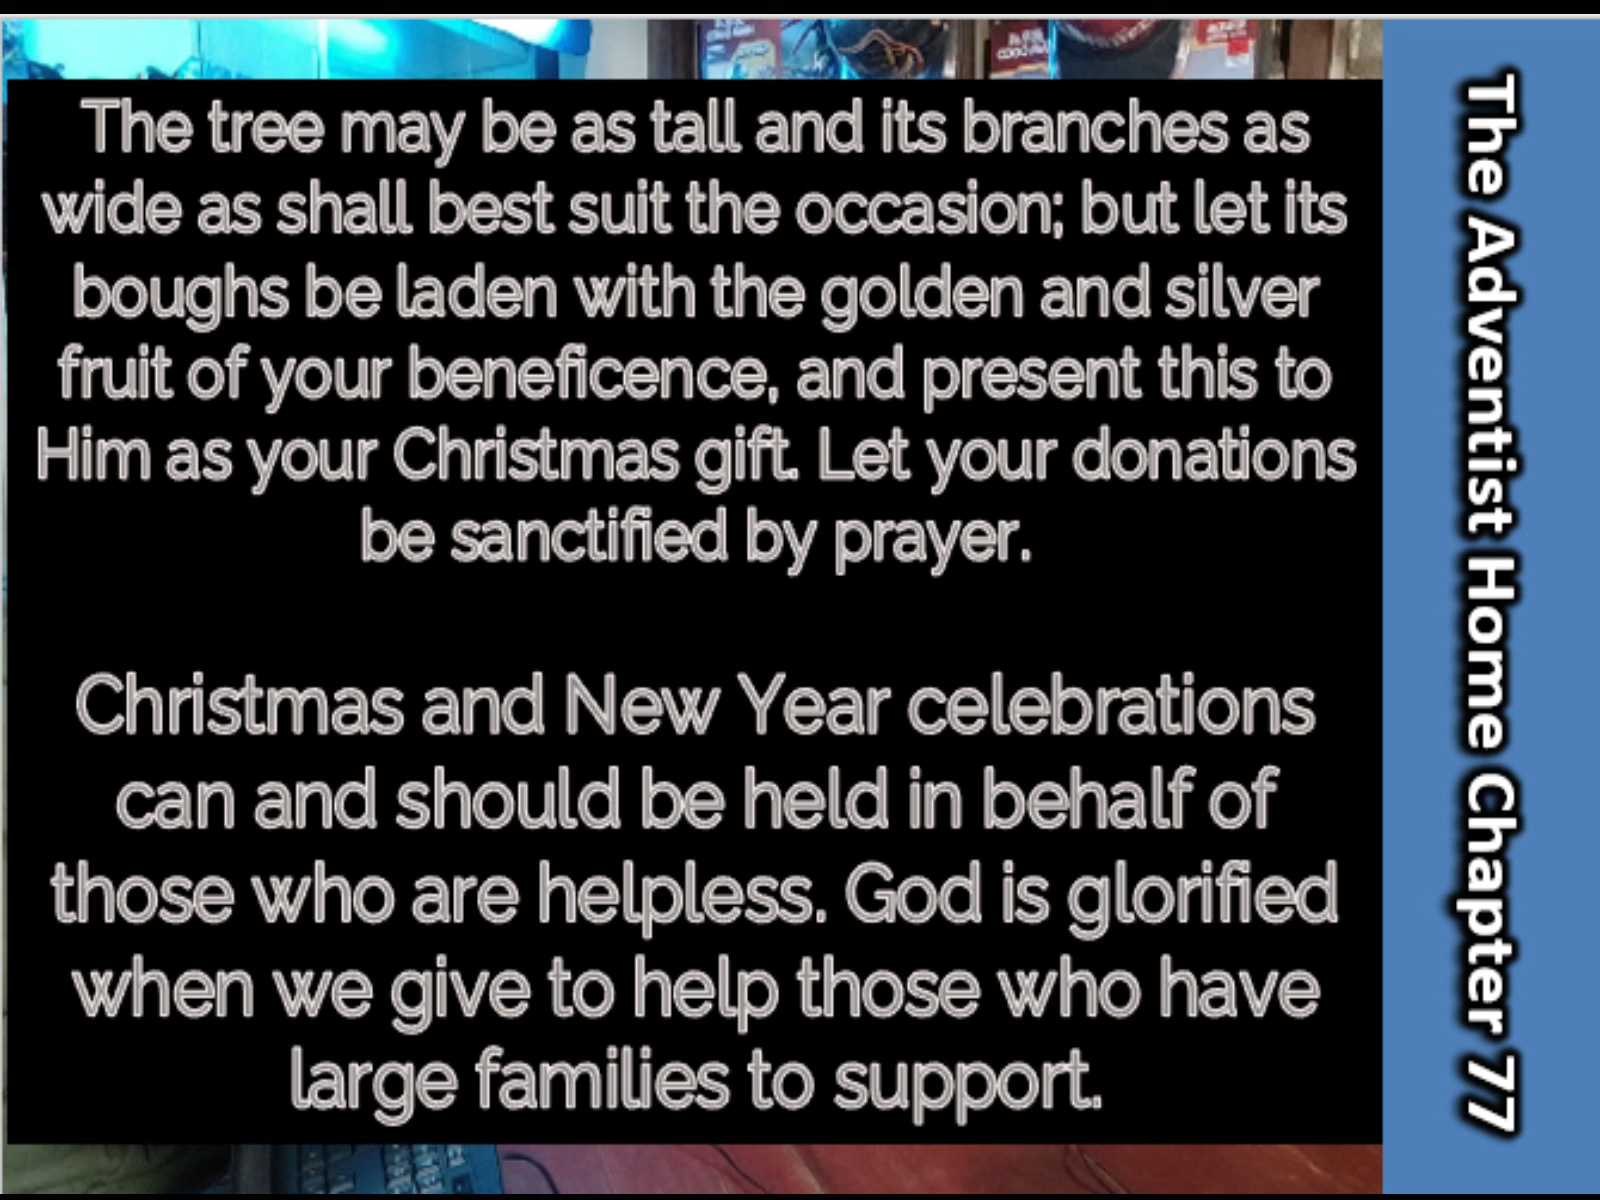 The tree may be as tall and its branches as
wide as shall best suit the occasion; but let its
boughs be laden with the golden and silver
fruit of your beneficence, and present this to
Him as your Christmas gift. Let your donations
be sanctified by prayer.
Christmas and New Year celebrations
can and should be held in behalf of
those who are helpless. God is glorified
when we give to help those who have
large families to support.
The Adventist Home Chapter 77